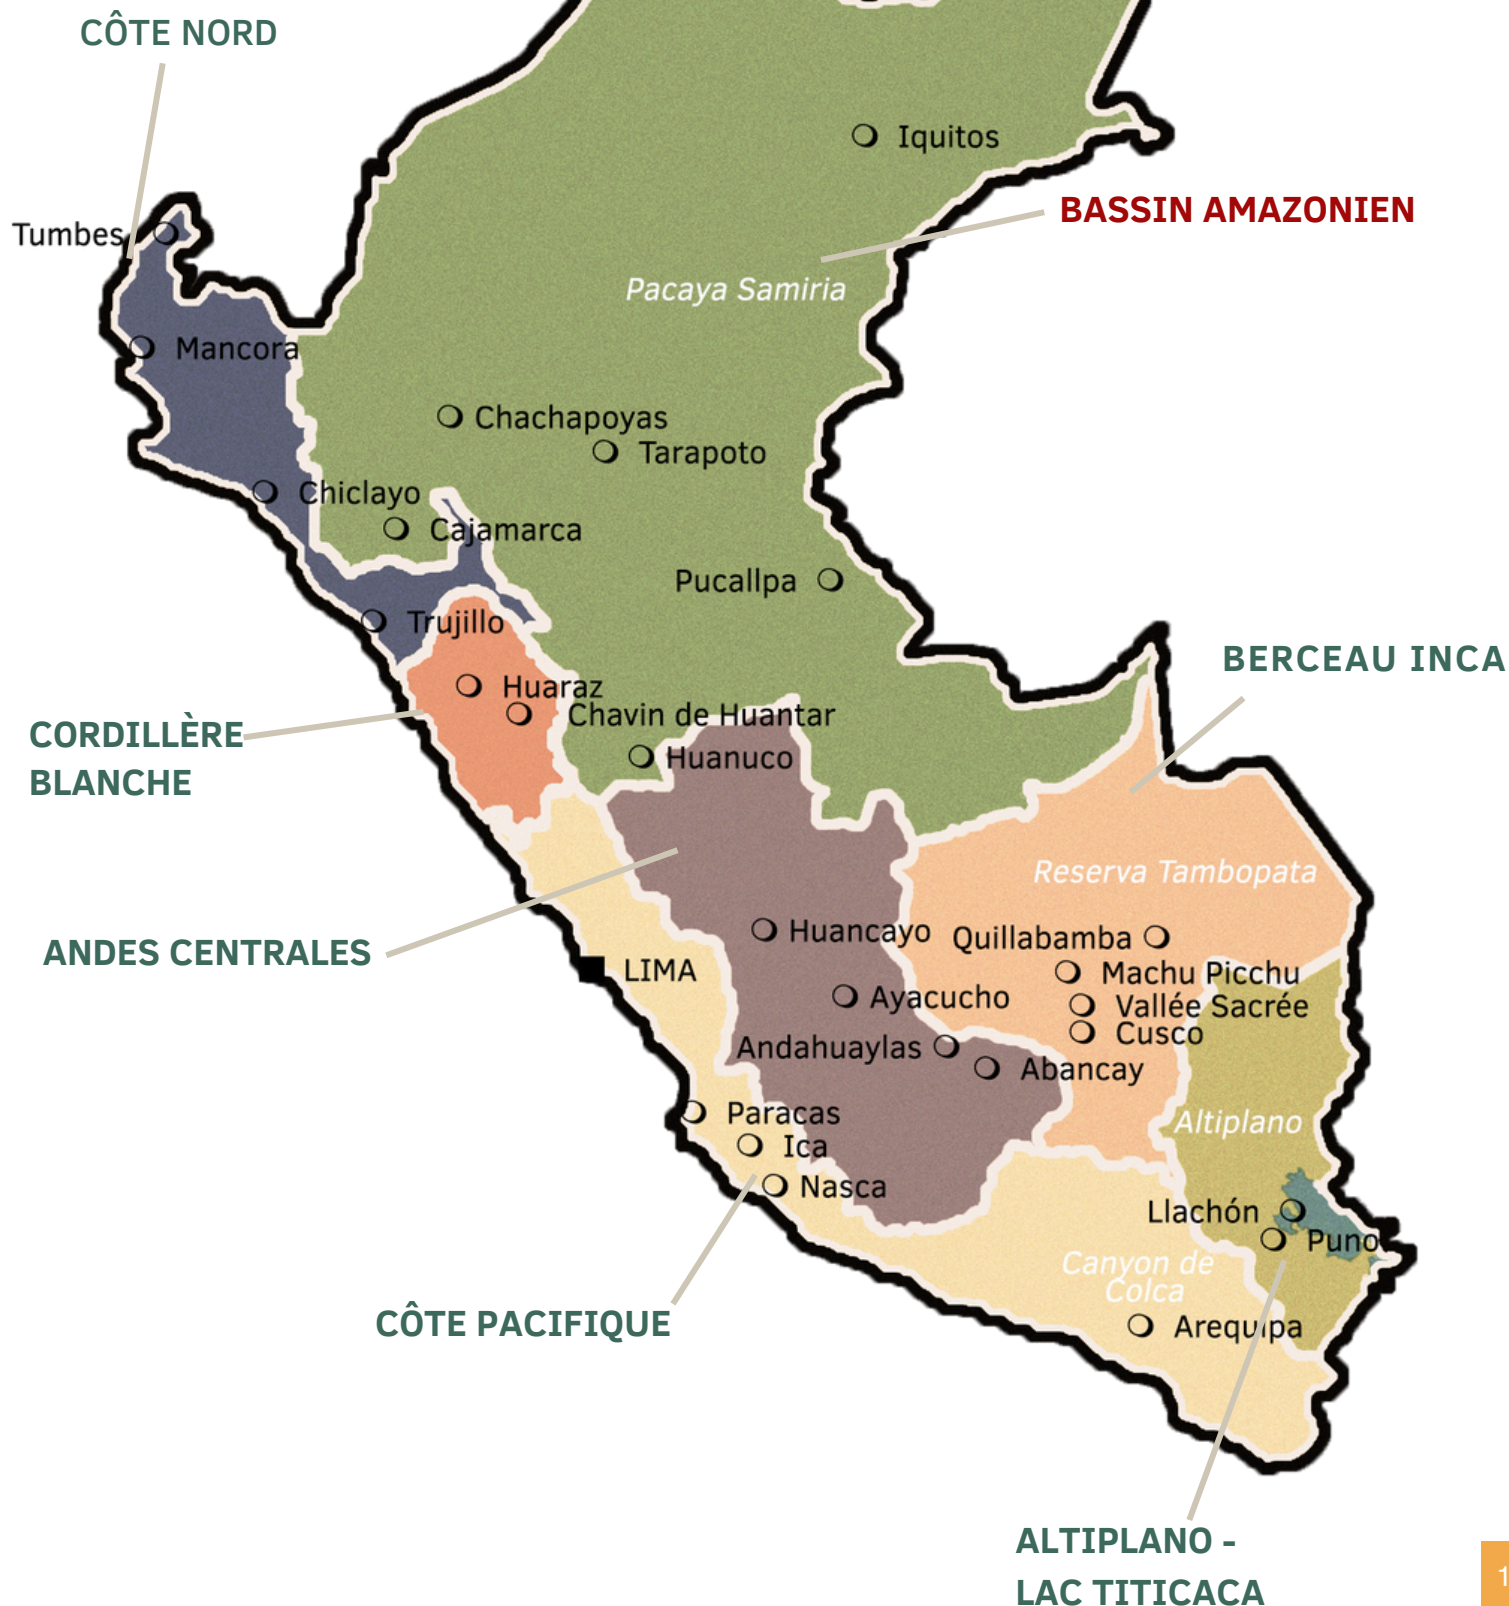 CÔTE NORD
Iquitos
BASSIN AMAZONIEN
Tumbes
Pacaya Samiria
Mancora
Chachapoyas
Tarapoto
Chiclayo
Cajamarca
Pucallpa
Trujillo
BERCEAU INCA
Huaraz
Chavin de Huantar
CORDILLÈRE
BLANCHE
Huanuco
Reserva Tambopata
Huancayo
Quillabamba
ANDES CENTRALES
LIMA
Machu Picchu
Ayacucho
Vallée Sacrée
Cusco
Andahuaylas
Abancay
Paracas
Altiplano
Ica
Nasca
Llachón
Puno
Canyon de
Colca
CÔTE PACIFIQUE
Arequipa
ALTIPLANO -
LAC TITICACA
1